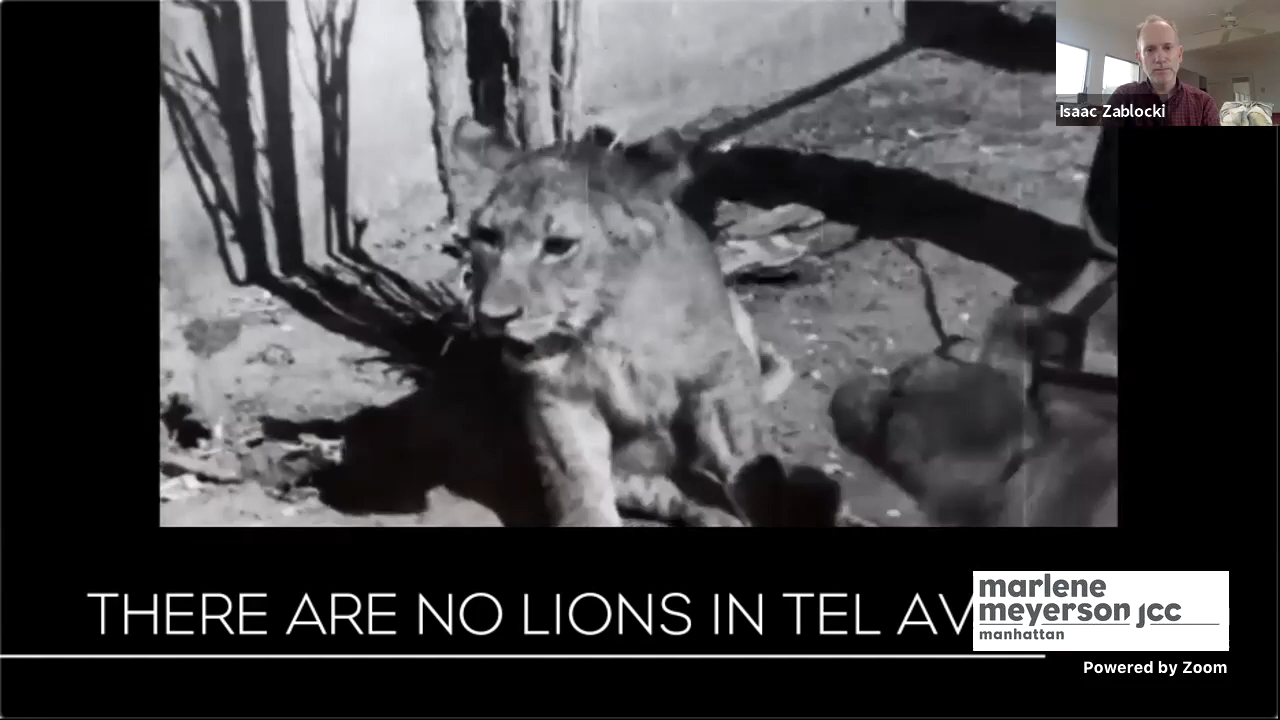 Isaac Zablocki
THERE ARE NO LIONS IN TEL AV
marlene
meyerson jcc
manhattan
Powered by Zoom